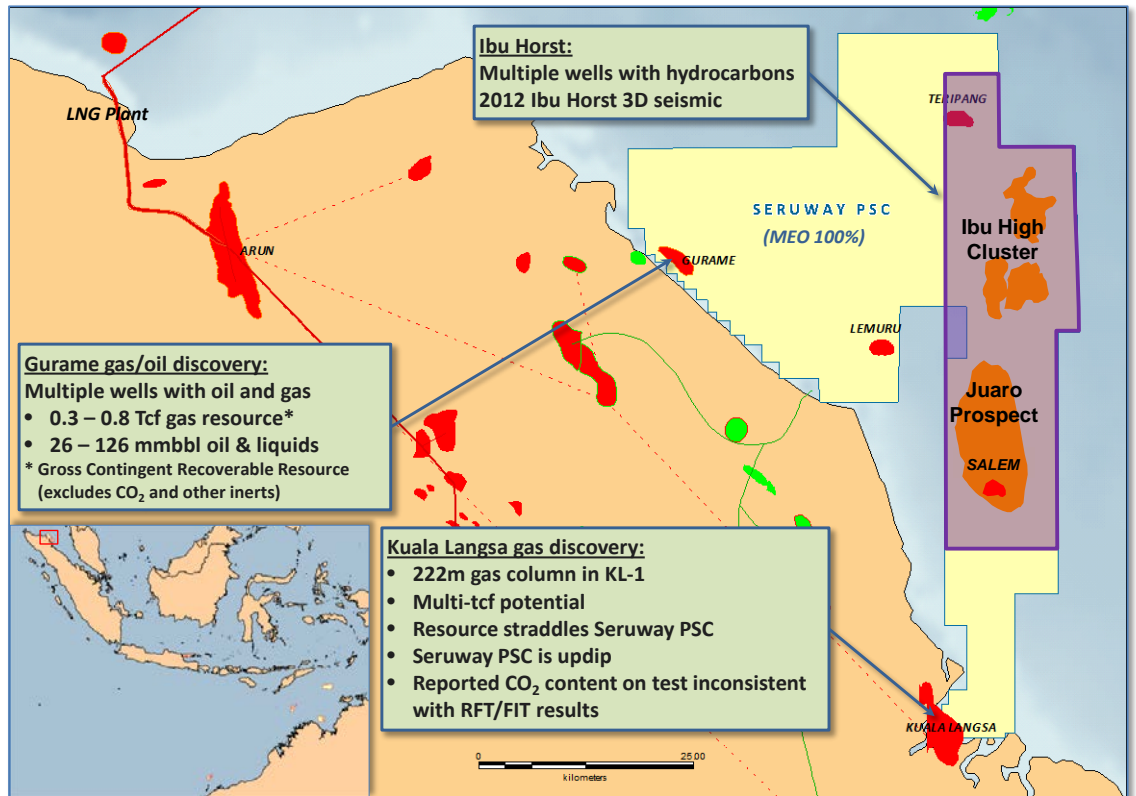 Ibu Horst:
Multiple wells with hydrocarbons
2012 Ibu Horst 3D seismic
LNG Plant
TERIPANG
SERUWAY PSC
(MEO 100%)
Ibu High
Cluster
ARUN
GURAME
LEMURU
Gurame gas/oil discovery:
Multiple wells with oil and gas
• 0.3 – 0.8 Tcf gas resource*
• 26 – 126 mmbbl oil & liquids
* Gross Contingent Recoverable Resource
(excludes CO₂ and other inerts)
Juaro
Prospect
SALEM
Kuala Langsa gas discovery:
• 222m gas column in KL-1
• Multi-tcf potential
• Resource straddles Seruway PSC
• Seruway PSC is updip
• Reported CO₂ content on test inconsistent
with RFT/FIT results
KUALA LANGSA
0 25.00
kilometers